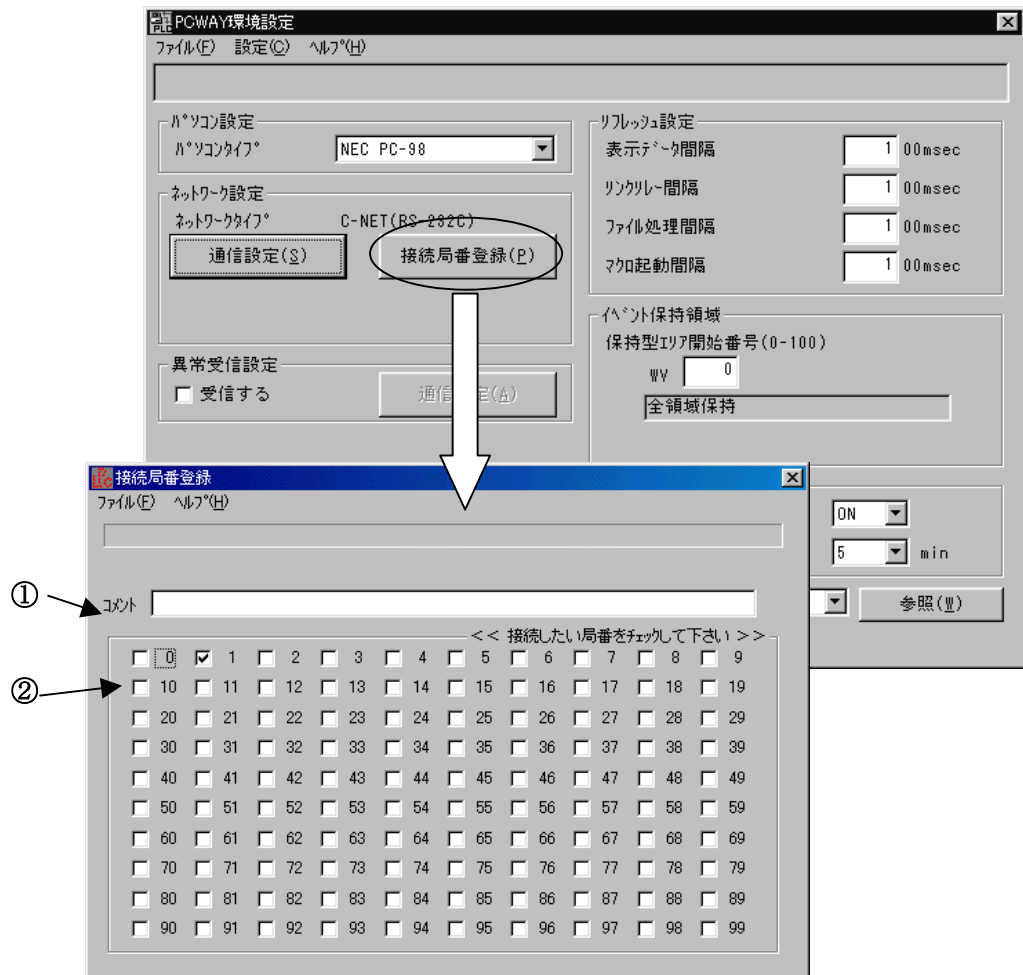 PCWAY環境設定
ファイル(F) 設定(C) ヘルプ(H)
パソコン設定
パソコンタイプ NEC PC-98
ネットワーク設定
ネットワークタイプ C-NET(RS-232C)
通信設定(S) 接続局番登録(P)
異常受信設定
受信する
リフレッシュ設定
表示データ間隔 1 00msec
リンクリレー間隔 1 00msec
ファイル処理間隔 1 00msec
マクロ起動間隔 1 00msec
イベント保持領域
保持型エリア開始番号(0-100)
WV 0
全領域保持
ON
5 min
参照(W)
接続局番登録
ファイル(F) ヘルプ(H)
① コメント
<< 接続したい局番をチェックして下さい >>
0 1 2 3 4 5 6 7 8 9
② 10 11 12 13 14 15 16 17 18 19
20 21 22 23 24 25 26 27 28 29
30 31 32 33 34 35 36 37 38 39
40 41 42 43 44 45 46 47 48 49
50 51 52 53 54 55 56 57 58 59
60 61 62 63 64 65 66 67 68 69
70 71 72 73 74 75 76 77 78 79
80 81 82 83 84 85 86 87 88 89
90 91 92 93 94 95 96 97 98 99